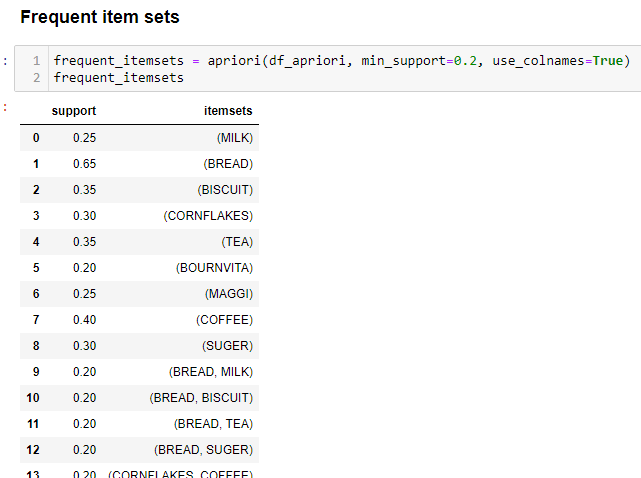 Frequent item sets
: 1 frequent_itemsets = apriori(df_apriori, min_support=0.2, use_colnames=True)
2 frequent_itemsets
:
support itemsets
0 0.25 (MILK)
1 0.65 (BREAD)
2 0.35 (BISCUIT)
3 0.30 (CORNFLAKES)
4 0.35 (TEA)
5 0.20 (BOURNVITA)
6 0.25 (MAGGI)
7 0.40 (COFFEE)
8 0.30 (SUGER)
9 0.20 (BREAD, MILK)
10 0.20 (BREAD, BISCUIT)
11 0.20 (BREAD, TEA)
12 0.20 (BREAD, SUGER)
13 0.20 (CORNFLAKES, COFFEE)